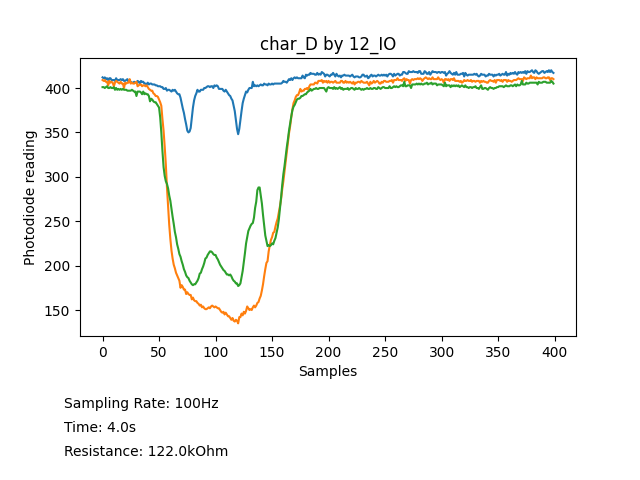 char_D by 12_IO
400
350
300
250
200
150
Photodiode reading
0 50 100 150 200 250 300 350 400
Samples
Sampling Rate: 100Hz
Time: 4.0s
Resistance: 122.0kOhm